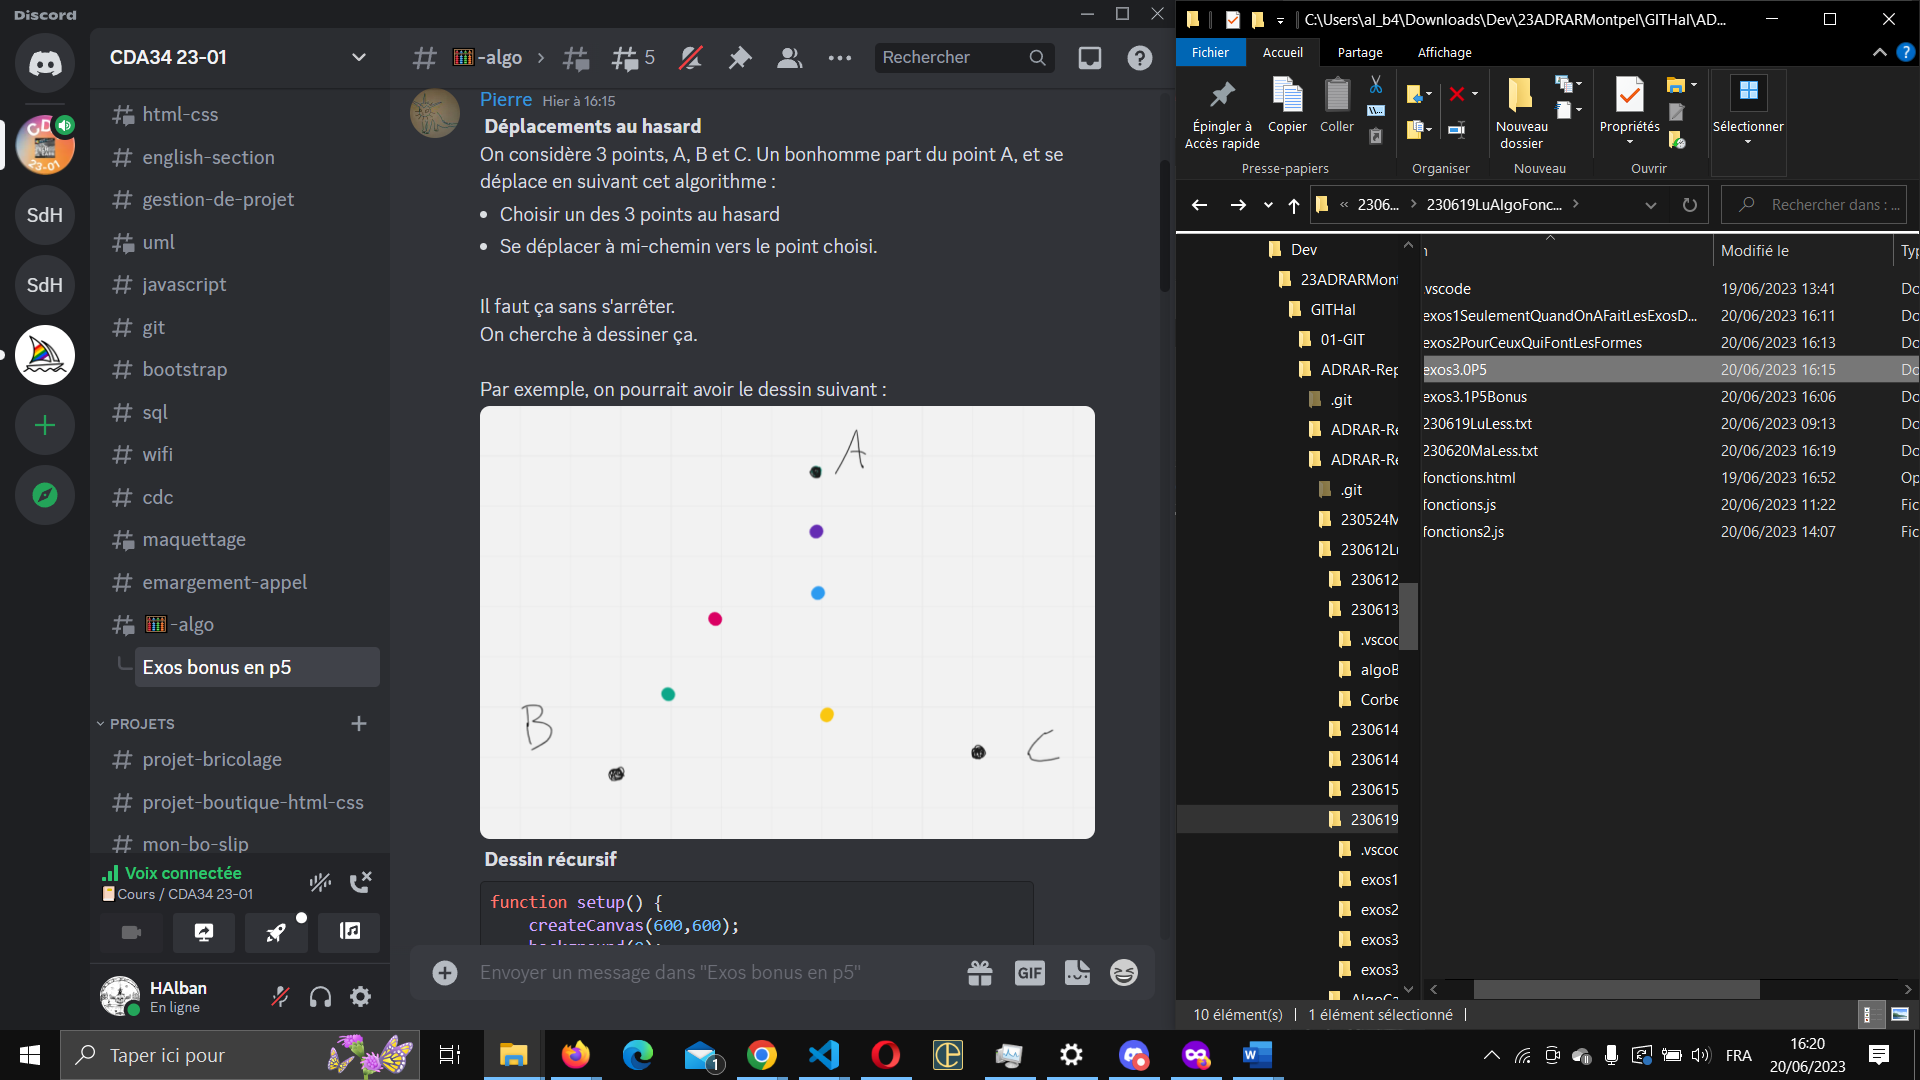 Discord
CDA34 23-01
html-css
english-section
gestion-de-projet
uml
javascript
git
bootstrap
sql
wifi
cdc
maquettage
emargement-appel
-algo
Exos bonus en p5
PROJETS
projet-bricolage
projet-boutique-html-css
mon-bo-slip
Voix connectée
Cours / CDA34 23-01
HAlban
En ligne
SdH
SdH
CD
23-01
-algo
5
Rechercher
Pierre Hier à 16:15
Déplacements au hasard
On considère 3 points, A, B et C. Un bonhomme part du point A, et se
déplace en suivant cet algorithme :
• Choisir un des 3 points au hasard
• Se déplacer à mi-chemin vers le point choisi.
Il faut ça sans s'arrêter.
On cherche à dessiner ça.
Par exemple, on pourrait avoir le dessin suivant :
A
B
C
Dessin récursif
function setup() {
createCanvas(600,600);
background(0);
Envoyer un message dans "Exos bonus en p5"
GIF
C:\Users\al_b4\Downloads\Dev\23ADRARMontpel\GITHal\AD...
Fichier
Accueil
Partage
Affichage
Épingler à
Accès rapide
Copier
Coller
Nouveau
dossier
Propriétés
Sélectionner
Presse-papiers
Organiser
Nouveau
Ouvrir
« 2306... > 230619LuAlgoFonc... >
Rechercher dans : ...
Dev
23ADRARMont
GITHal
01-GIT
ADRAR-Rep
.git
ADRAR-Re
ADRAR-Re
.git
230524M
230612Lu
230612
230613
.vscoc
algoB
Corbe
230614
230614
230615
230619
.vscoc
exos1
exos2
exos3
exos3
AlgoCa
Modifié le
Typ
.vscode 19/06/2023 13:41 Do
exos1SeulementQuandOnAFaitLesExosD... 20/06/2023 16:11 Do
exos2PourCeuxQuiFontLesFormes 20/06/2023 16:13 Do
exos3.0P5 20/06/2023 16:15 Do
exos3.1P5Bonus 20/06/2023 16:06 Do
230619LuLess.txt 20/06/2023 09:13 Do
230620MaLess.txt 20/06/2023 16:19 Do
fonctions.html 19/06/2023 16:52 Op
fonctions.js 20/06/2023 11:22 Fic
fonctions2.js 20/06/2023 14:07 Fic
10 élément(s)
1 élément sélectionné
Taper ici pour
1
FRA
16:20
20/06/2023